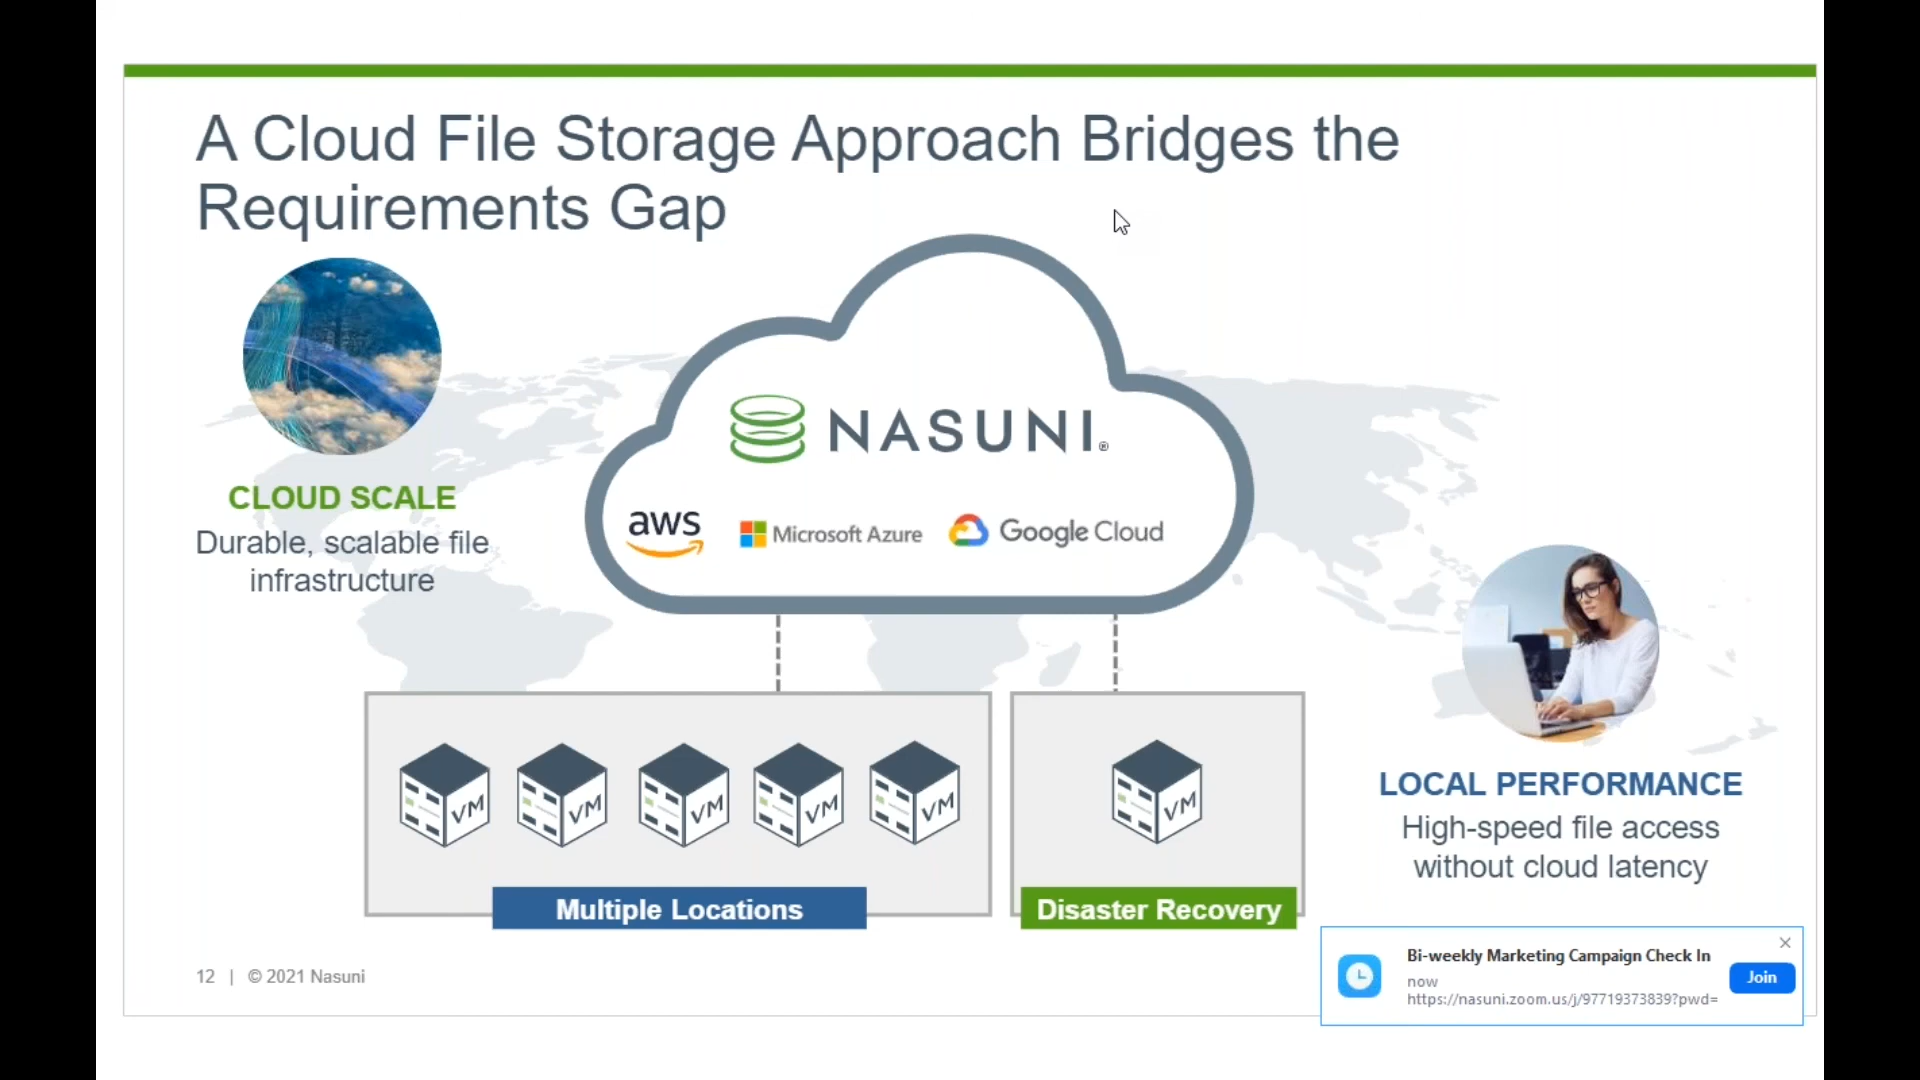 A Cloud File Storage Approach Bridges the
Requirements Gap
NASUNI®
aws
Microsoft Azure
Google Cloud
CLOUD SCALE
Durable, scalable file
infrastructure
VM
VM
VM
VM
VM
VM
Multiple Locations
Disaster Recovery
LOCAL PERFORMANCE
High-speed file access
without cloud latency
12 | © 2021 Nasuni
Bi-weekly Marketing Campaign Check In
now
https://nasuni.zoom.us/j/97719373839?pwd=
Join